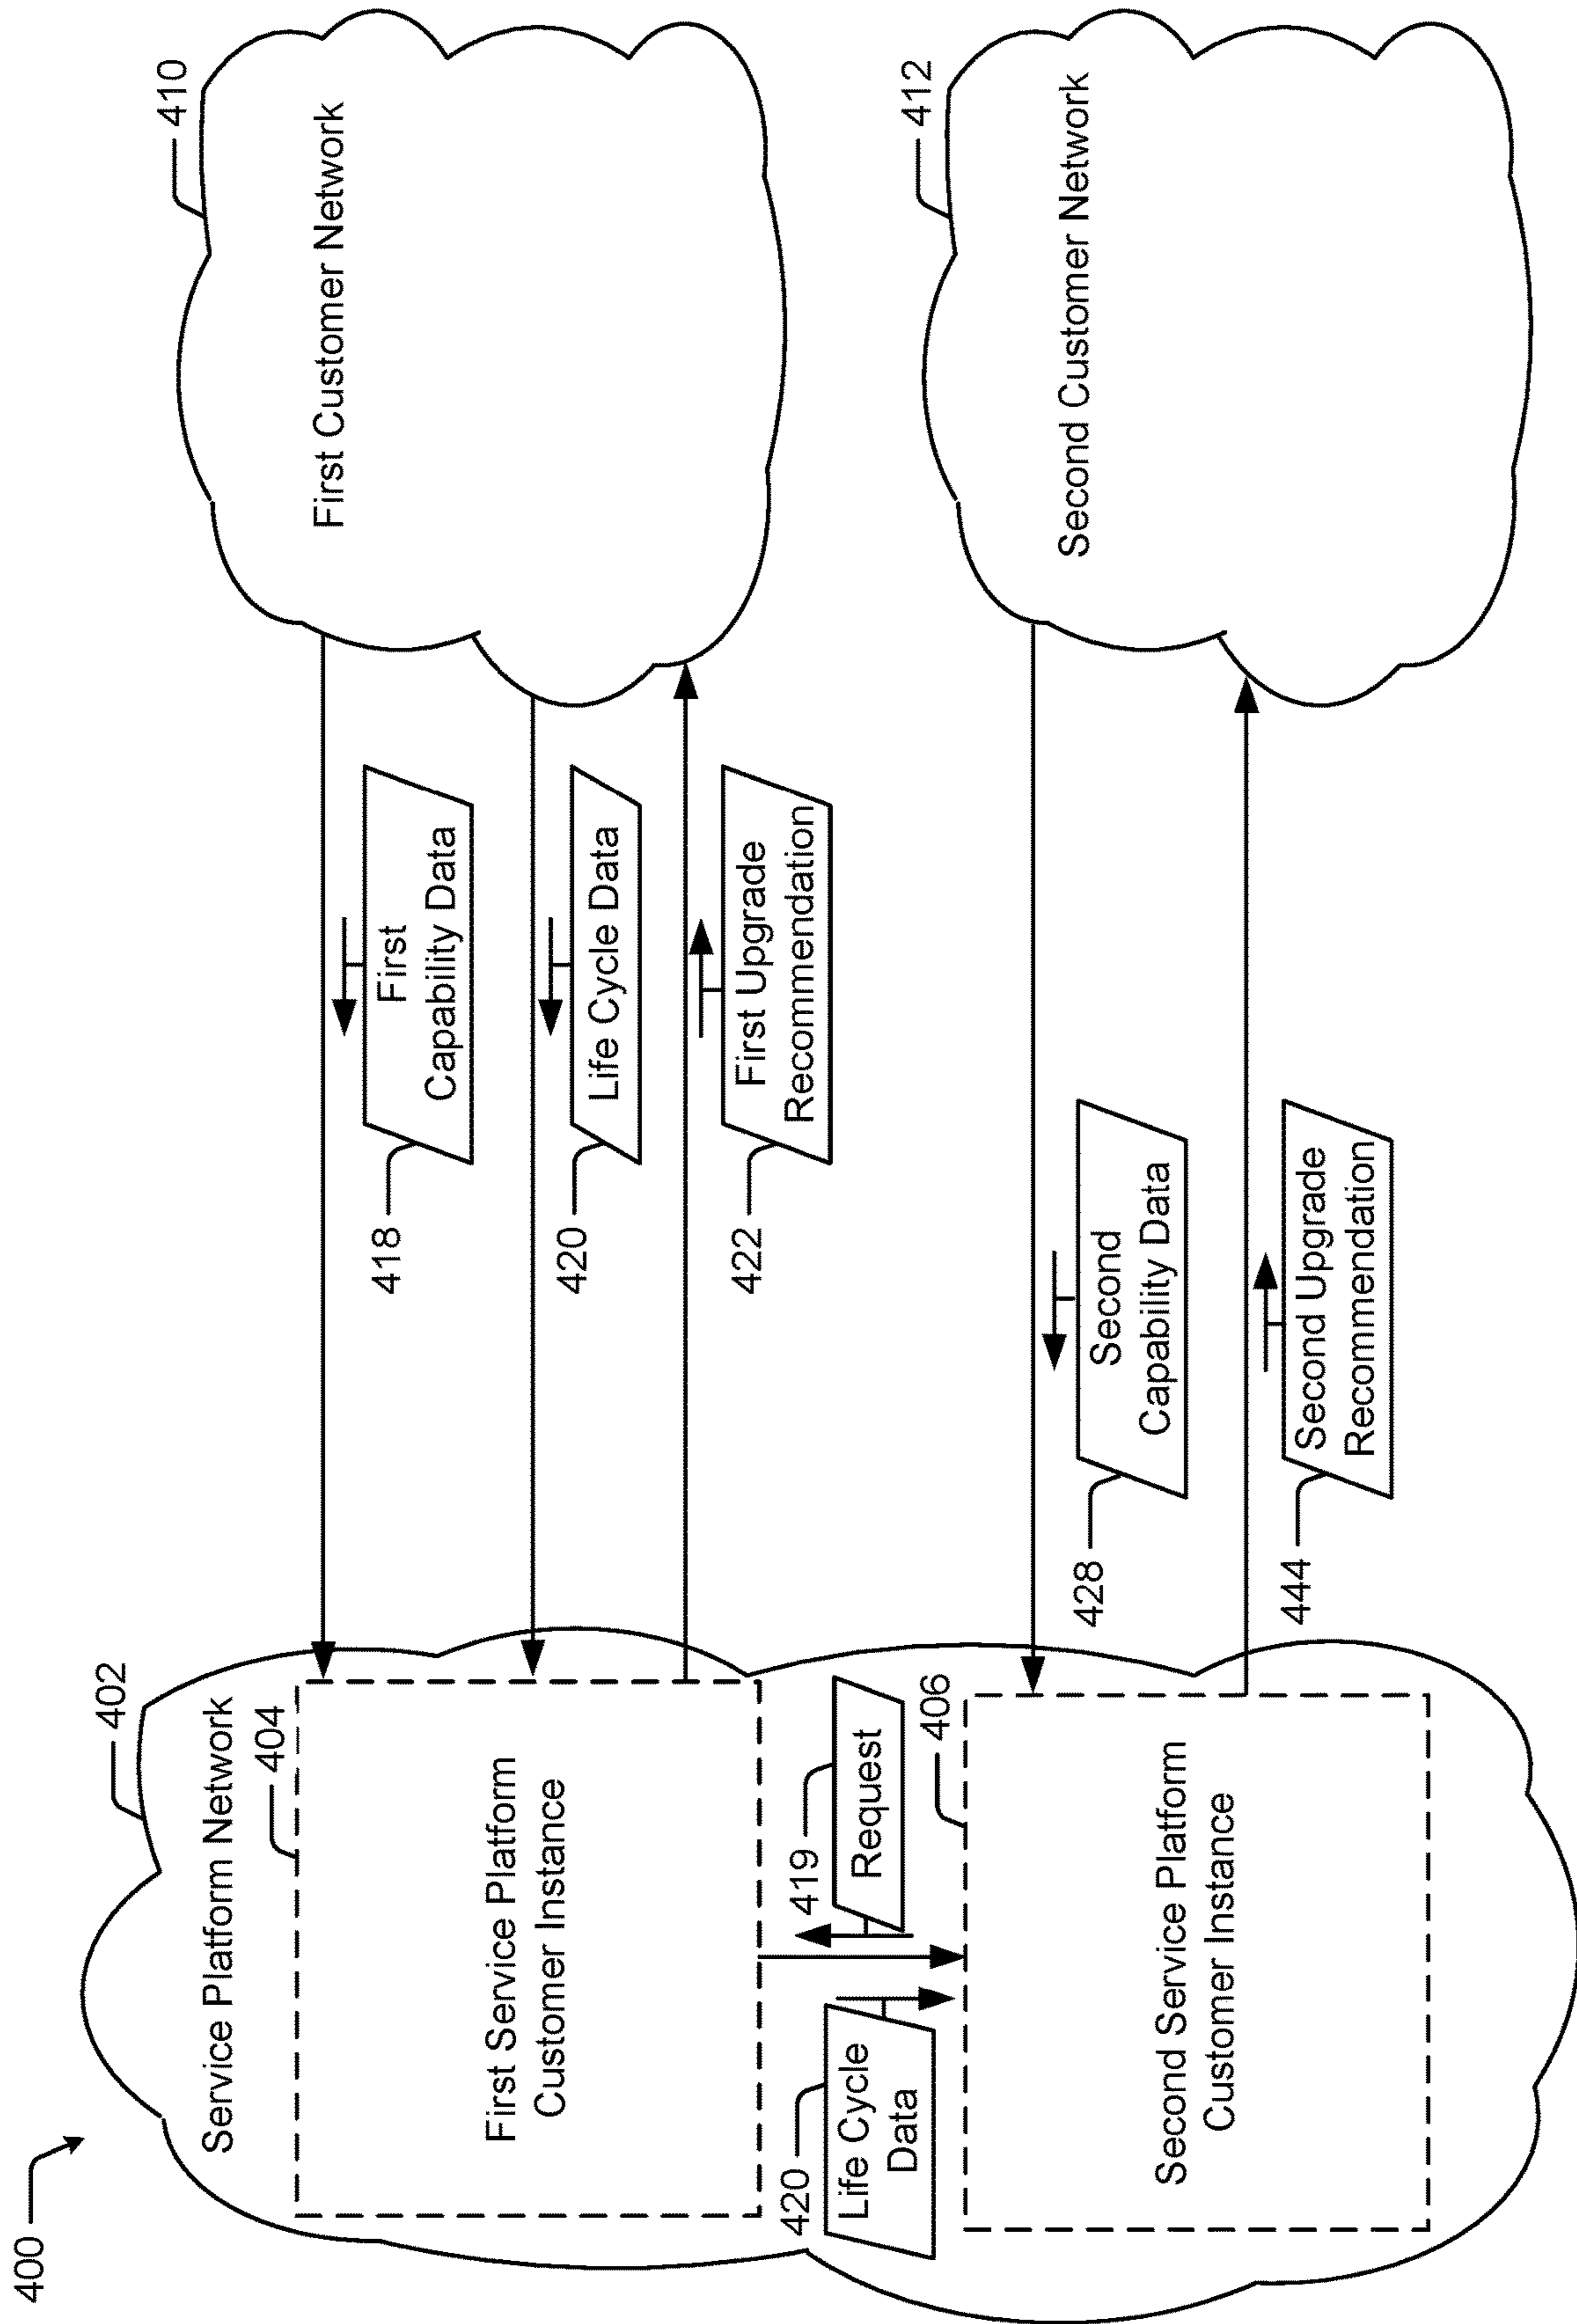 400
402
Service Platform Network
404
First Service Platform
Customer Instance
420
Life Cycle
Data
419
Request
406
Second Service Platform
Customer Instance
418
First
Capability Data
420
Life Cycle Data
422
First Upgrade
Recommendation
428
Second
Capability Data
444
Second Upgrade
Recommendation
410
First Customer Network
412
Second Customer Network